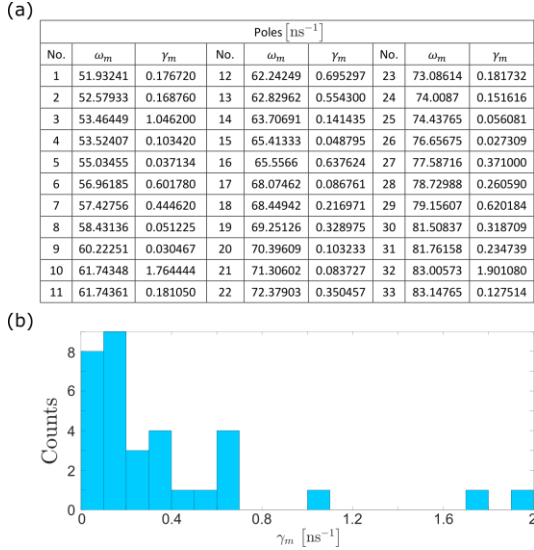 (a)
Poles [ns⁻¹]
No. ωₘ γₘ No. ωₘ γₘ No. ωₘ γₘ
1 51.93241 0.176720 12 62.24249 0.695297 23 73.08614 0.181732
2 52.57933 0.168760 13 62.82962 0.554300 24 74.0087 0.151616
3 53.46449 1.046200 14 63.70691 0.141435 25 74.43765 0.056081
4 53.52407 0.103420 15 65.41333 0.048795 26 76.65675 0.027309
5 55.03455 0.037134 16 65.5566 0.637624 27 77.58716 0.371000
6 56.96185 0.601780 17 68.07462 0.086761 28 78.72988 0.260590
7 57.42756 0.444620 18 68.44942 0.216971 29 79.15607 0.620184
8 58.43136 0.051225 19 69.25126 0.328975 30 81.50837 0.318709
9 60.22251 0.030467 20 70.39609 0.103233 31 81.76158 0.234739
10 61.74348 1.764444 21 71.30602 0.083727 32 83.00573 1.901080
11 61.74361 0.181050 22 72.37903 0.350457 33 83.14765 0.127514
(b)
8
6
4
2
0
Counts
0 0.4 0.8 1.2 1.6 2
γₘ [ns⁻¹]